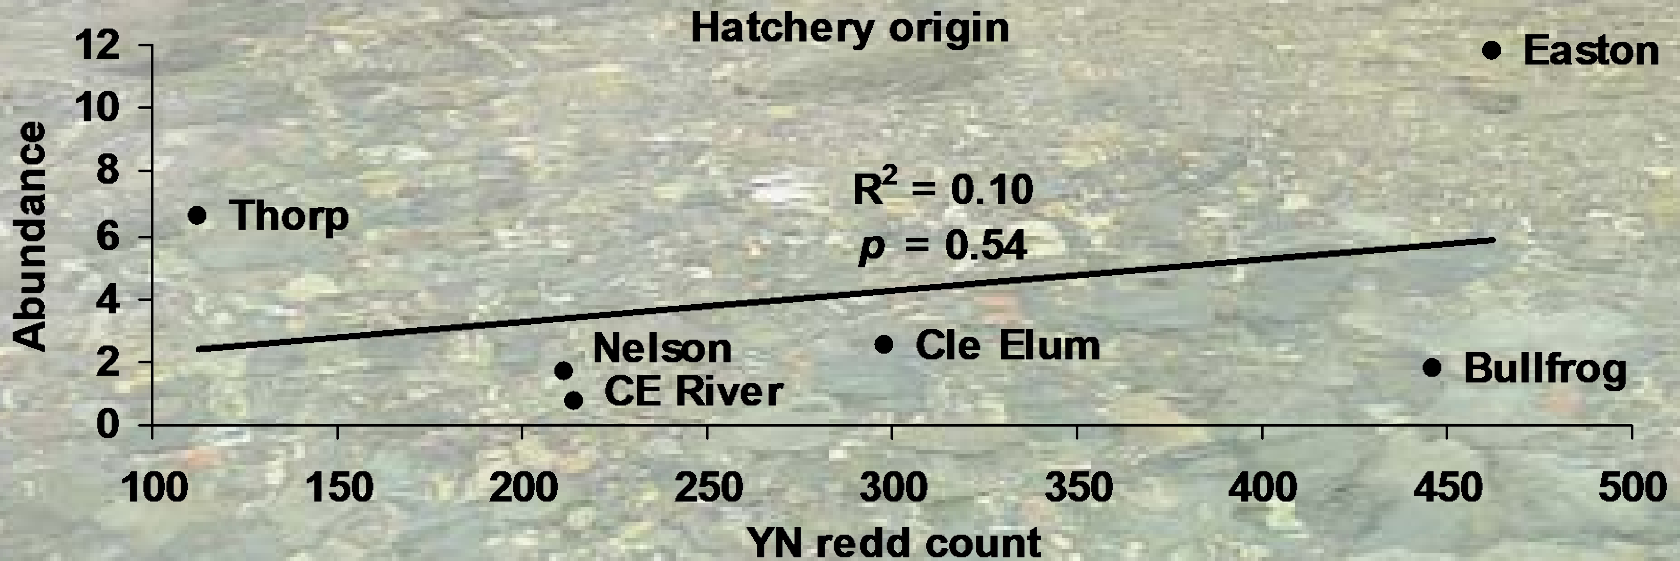 Hatchery origin
12
10
8
6
4
2
0
Abundance
Easton
Thorp
R² = 0.10
p = 0.54
Nelson
CE River
Cle Elum
Bullfrog
100 150 200 250 300 350 400 450 500
YN redd count